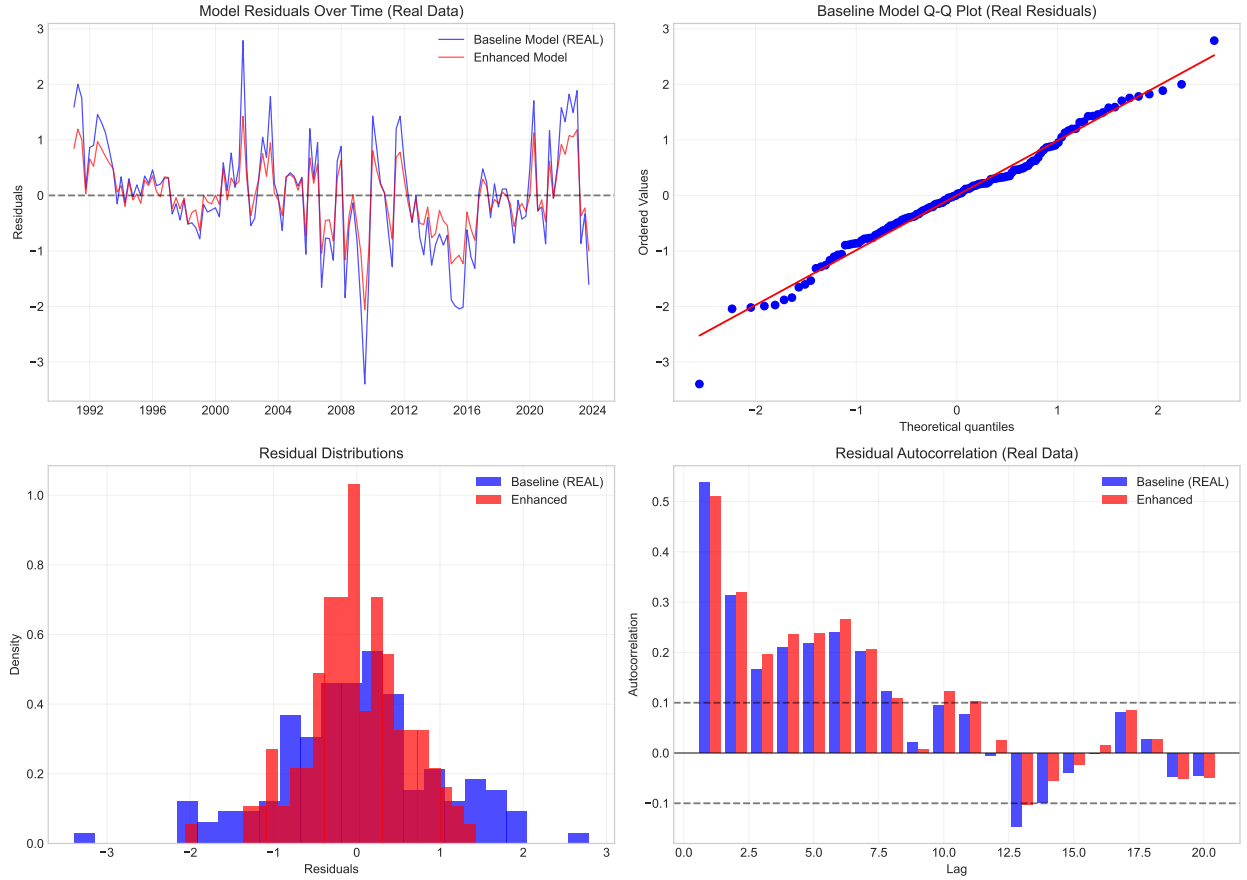 Model Residuals Over Time (Real Data)
Baseline Model (REAL)
Enhanced Model
Residuals
3
2
1
0
−1
−2
−3
1992 1996 2000 2004 2008 2012 2016 2020 2024
Baseline Model Q-Q Plot (Real Residuals)
Ordered Values
3
2
1
0
−1
−2
−3
−2 −1 0 1 2
Theoretical quantiles
Residual Distributions
Baseline (REAL)
Enhanced
Density
1.0
0.8
0.6
0.4
0.2
0.0
−3 −2 −1 0 1 2 3
Residuals
Residual Autocorrelation (Real Data)
Baseline (REAL)
Enhanced
Autocorrelation
0.5
0.4
0.3
0.2
0.1
0.0
−0.1
0.0 2.5 5.0 7.5 10.0 12.5 15.0 17.5 20.0
Lag